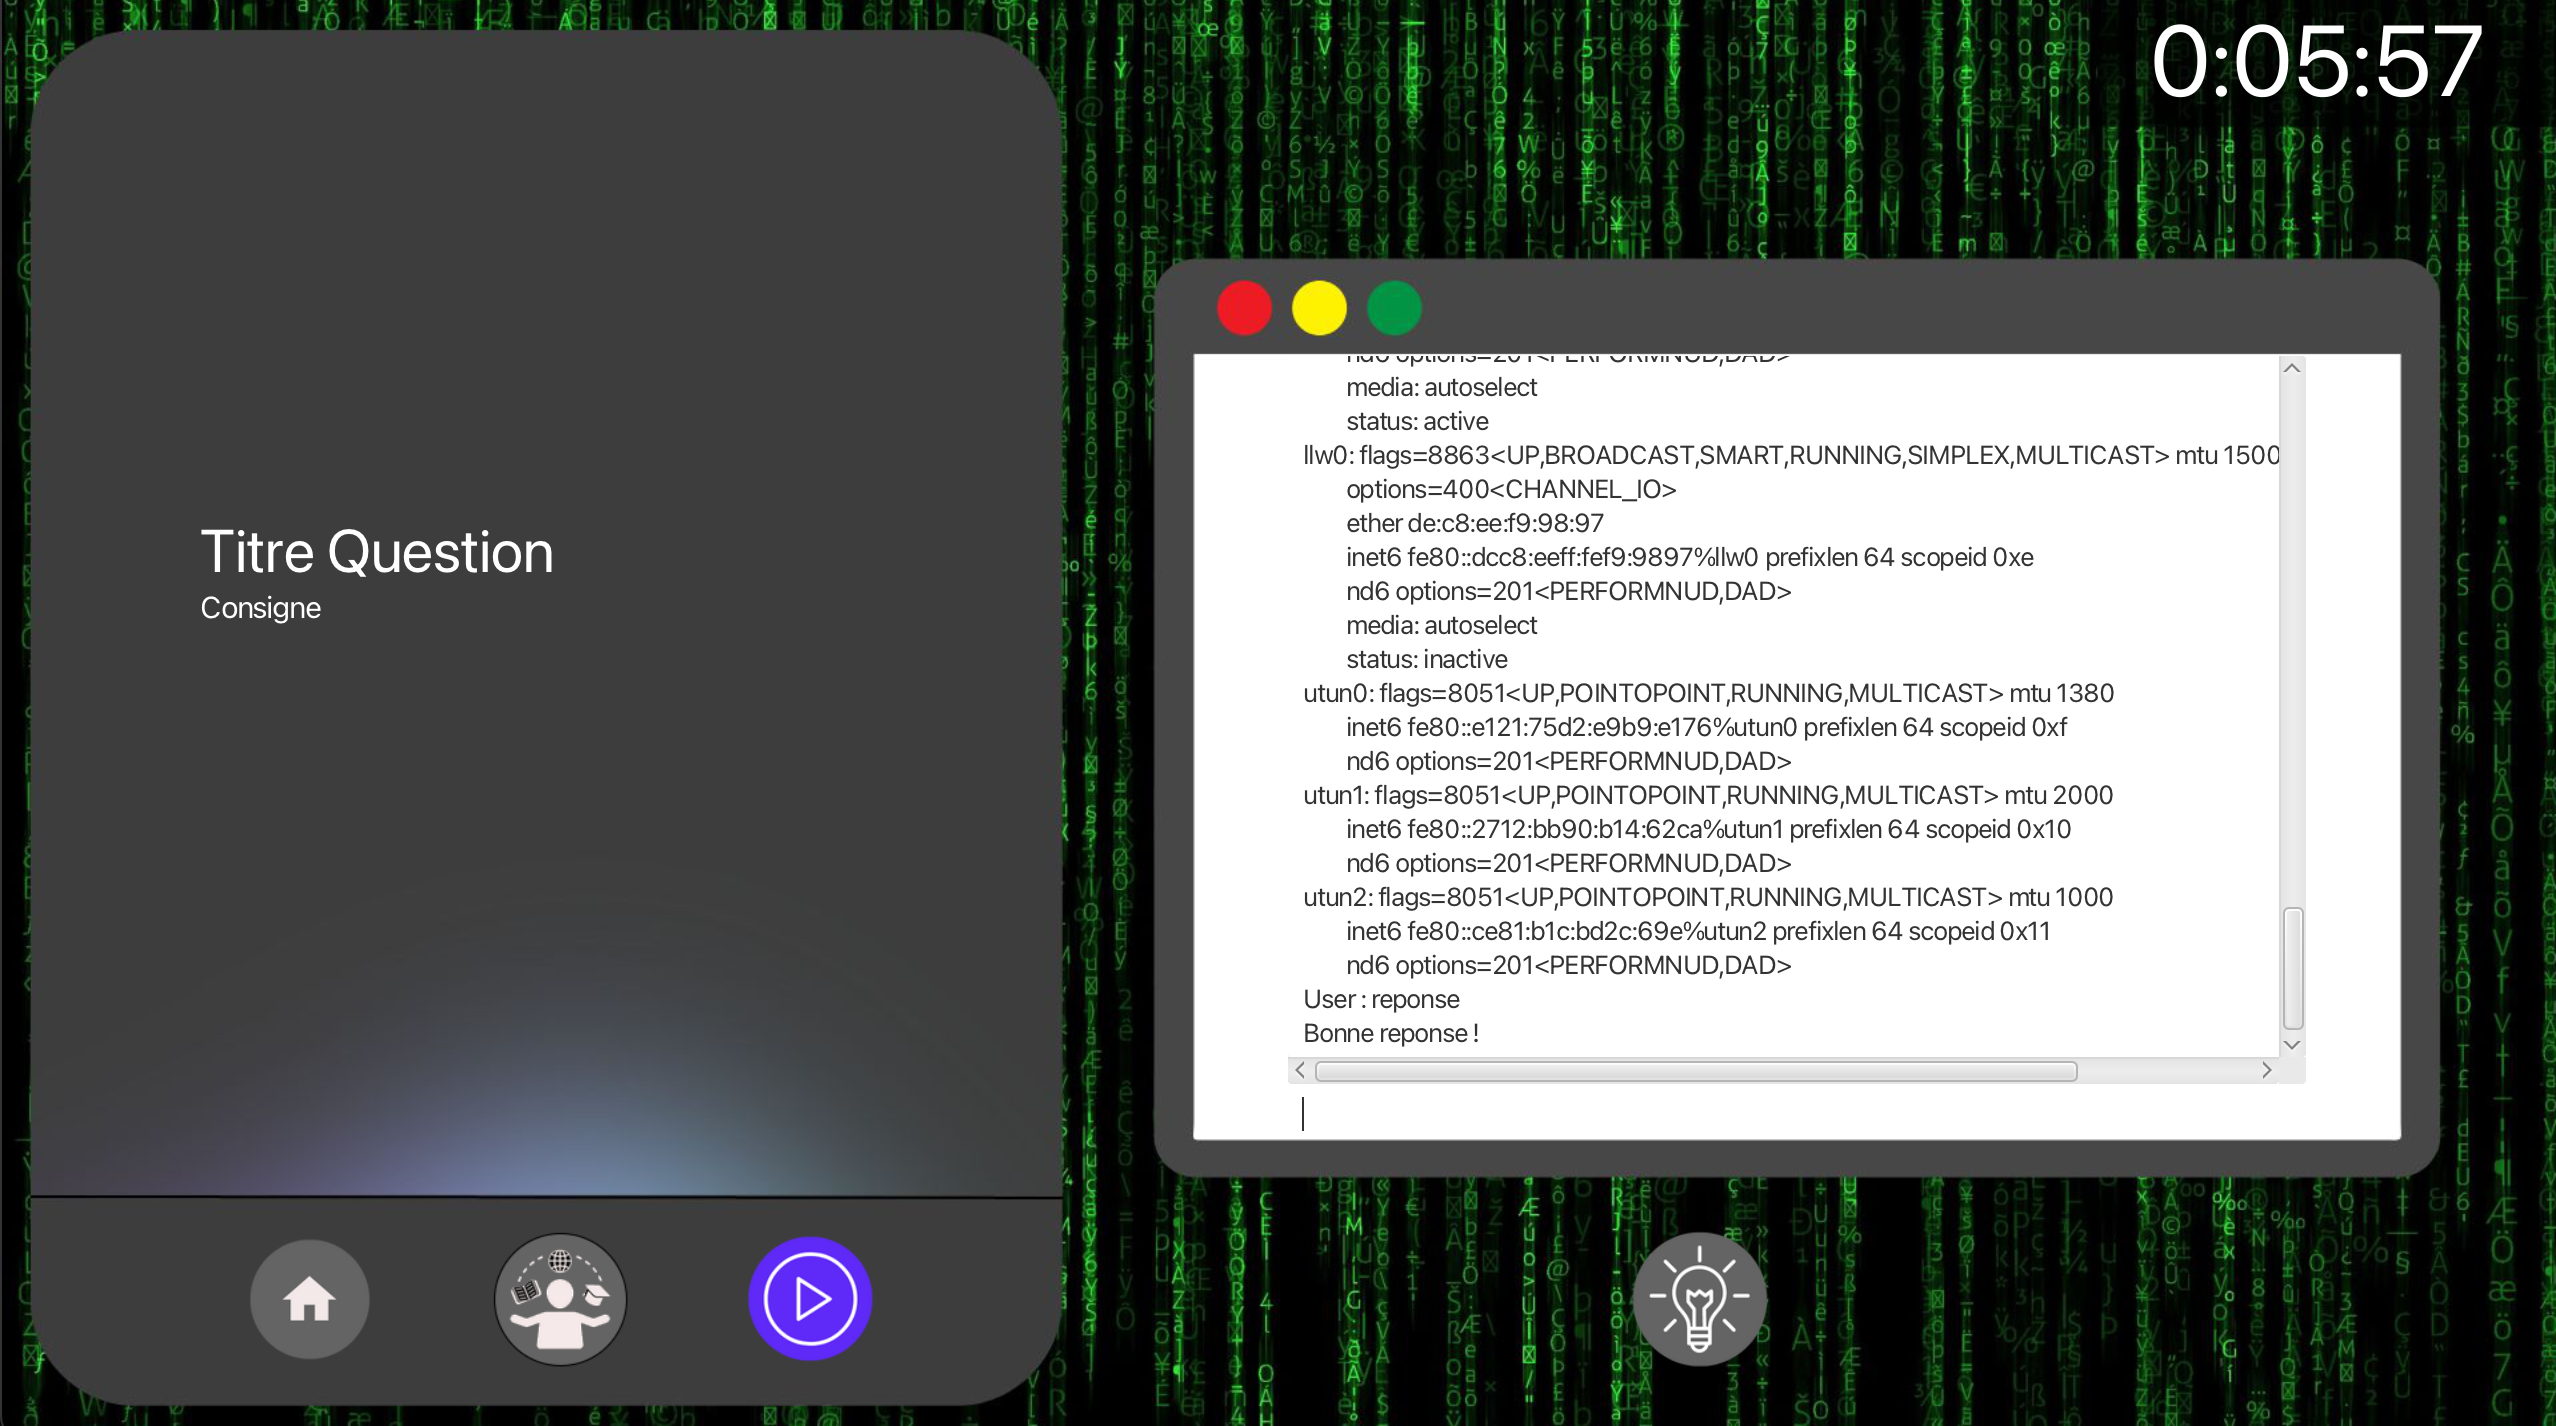 0:05:57
Titre Question
Consigne
nd6 options=201<PERFORMNUD,DAD>
media: autoselect
status: active
llw0: flags=8863<UP,BROADCAST,SMART,RUNNING,SIMPLEX,MULTICAST> mtu 1500
options=400<CHANNEL_IO>
ether de:c8:ee:f9:98:97
inet6 fe80::dcc8:eeff:fef9:9897%llw0 prefixlen 64 scopeid 0xe
nd6 options=201<PERFORMNUD,DAD>
media: autoselect
status: inactive
utun0: flags=8051<UP,POINTOPOINT,RUNNING,MULTICAST> mtu 1380
inet6 fe80::e121:75d2:e9b9:e176%utun0 prefixlen 64 scopeid 0xf
nd6 options=201<PERFORMNUD,DAD>
utun1: flags=8051<UP,POINTOPOINT,RUNNING,MULTICAST> mtu 2000
inet6 fe80::2712:bb90:b14:62ca%utun1 prefixlen 64 scopeid 0x10
nd6 options=201<PERFORMNUD,DAD>
utun2: flags=8051<UP,POINTOPOINT,RUNNING,MULTICAST> mtu 1000
inet6 fe80::ce81:b1c:bd2c:69e%utun2 prefixlen 64 scopeid 0x11
nd6 options=201<PERFORMNUD,DAD>
User : reponse
Bonne reponse !